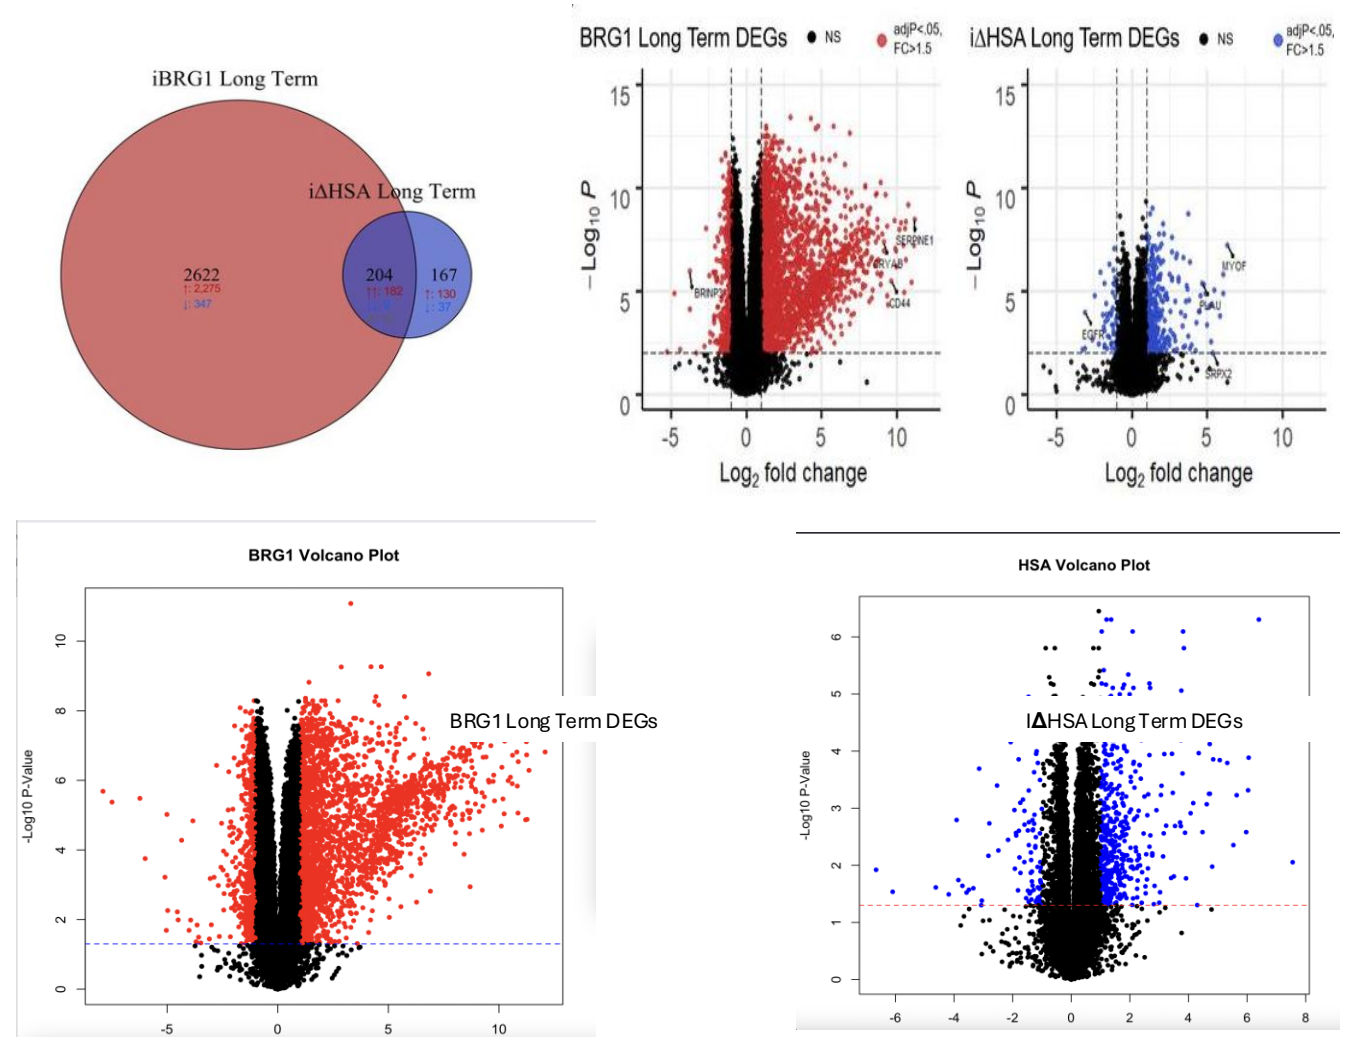 iBRG1 Long Term
iΔHSA Long Term
2622
↑: 2,275
↓: 347
204
↑↑: 182
167
↑: 130
↓: 37
BRG1 Long Term DEGs
NS
adjP<.05,
FC>1.5
15
10
5
0
-Log10 P
SERPINE1
CRYAB
CD44
BRINP3
-5 0 5 10
Log2 fold change
iΔHSA Long Term DEGs
NS
adjP<.05,
FC>1.5
15
10
5
0
-Log10 P
MYOF
PLAU
EGFR
SRPX2
-5 0 5 10
Log2 fold change
BRG1 Volcano Plot
10
8
6
4
2
0
-Log10 P-Value
BRG1 Long Term DEGs
-5 0 5 10
HSA Volcano Plot
6
5
4
3
2
1
0
-Log10 P-Value
IΔHSA Long Term DEGs
-6 -4 -2 0 2 4 6 8